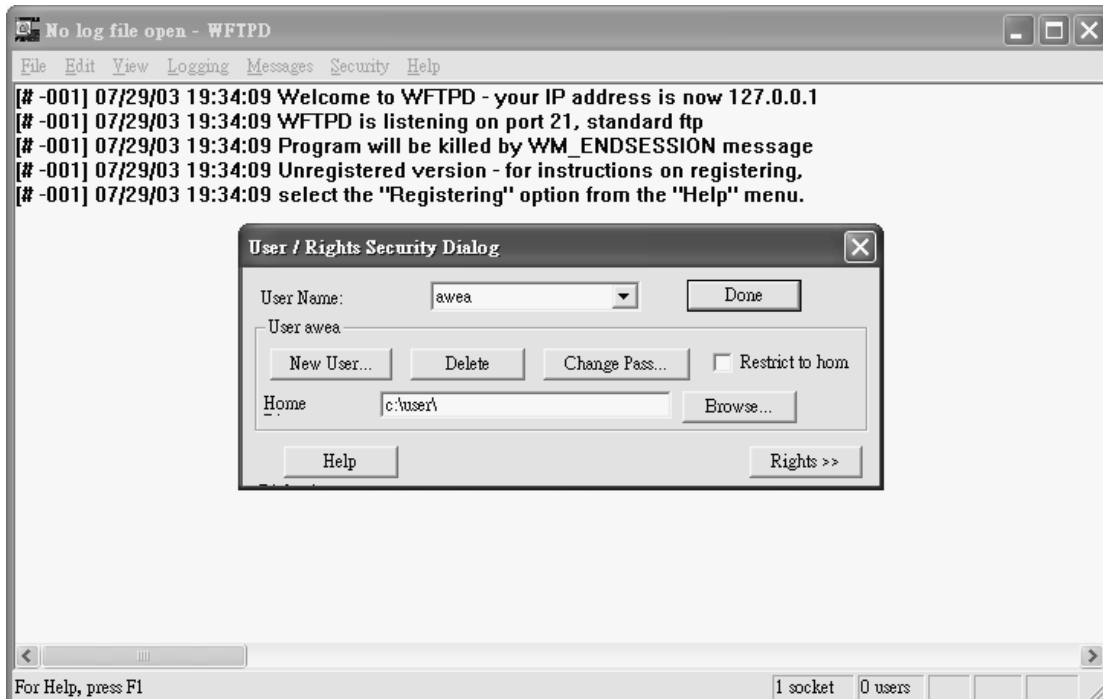 No log file open - WFTPD
File Edit View Logging Messages Security Help
[# -001] 07/29/03 19:34:09 Welcome to WFTPD - your IP address is now 127.0.0.1
[# -001] 07/29/03 19:34:09 WFTPD is listening on port 21, standard ftp
[# -001] 07/29/03 19:34:09 Program will be killed by WM_ENDSESSION message
[# -001] 07/29/03 19:34:09 Unregistered version - for instructions on registering,
[# -001] 07/29/03 19:34:09 select the "Registering" option from the "Help" menu.
User / Rights Security Dialog
User Name: awea Done
User awea
New User... Delete Change Pass... Restrict to hom
Home c:\user\ Browse...
Help Rights >>
For Help, press F1 1 socket 0 users